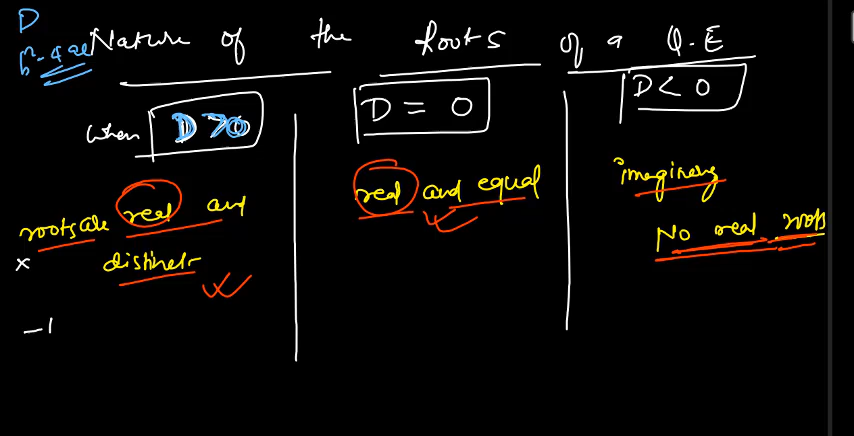 D
b²-4ac
Nature of the Roots of a Q.E
when D>0
D = 0
D < 0
roots are real and
distinct
real and equal
imaginary
No real roots
x
-1